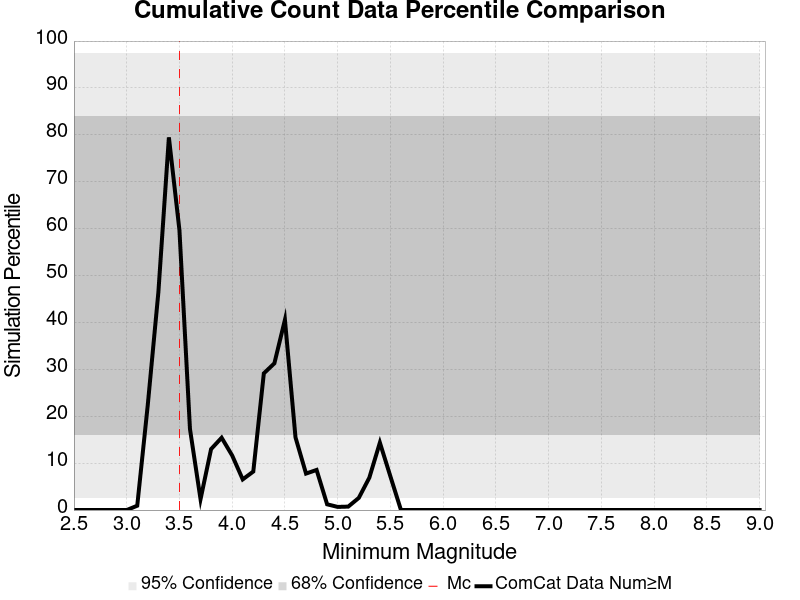 Cumulative Count Data Percentile Comparison
100
90
80
70
60
50
40
30
20
10
0
Simulation Percentile
2.5 3.0 3.5 4.0 4.5 5.0 5.5 6.0 6.5 7.0 7.5 8.0 8.5 9.0
Minimum Magnitude
95% Confidence 68% Confidence Mc ComCat Data Num≥M